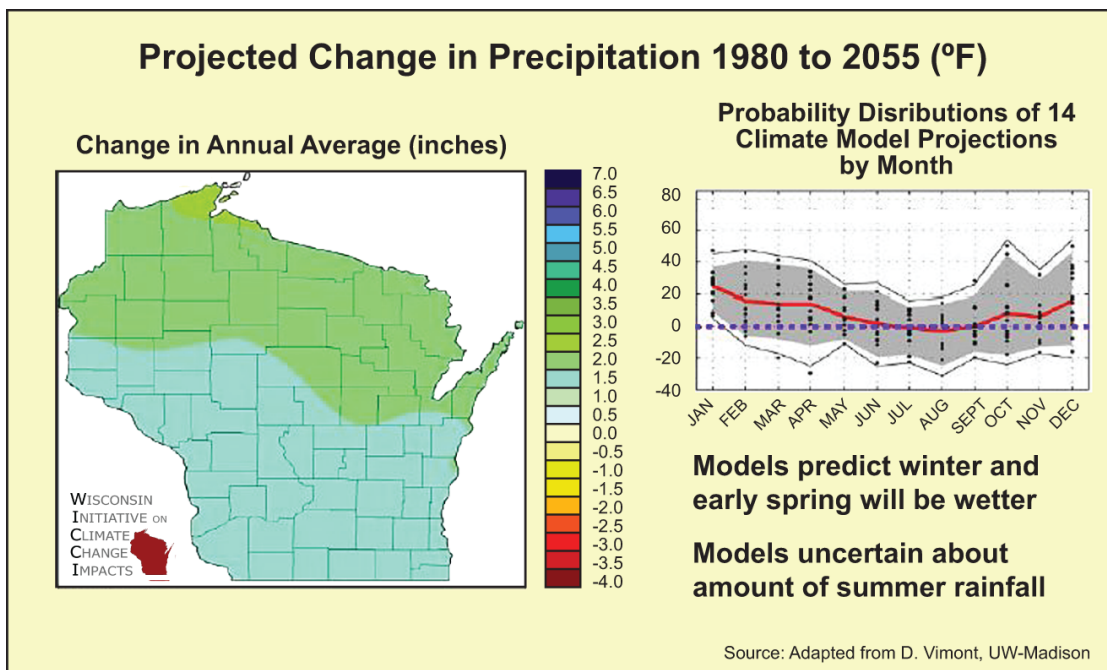 Projected Change in Precipitation 1980 to 2055 (ºF)
Change in Annual Average (inches)
7.0
6.5
6.0
5.5
5.0
4.5
4.0
3.5
3.0
2.5
2.0
1.5
1.0
0.5
0.0
-0.5
-1.0
-1.5
-2.0
-2.5
-3.0
-3.5
-4.0
WISCONSIN
INITIATIVE ON
CLIMATE
CHANGE
IMPACTS
Probability Disributions of 14
Climate Model Projections
by Month
80
60
40
20
0
-20
-40
JAN
FEB
MAR
APR
MAY
JUN
JUL
AUG
SEPT
OCT
NOV
DEC
Models predict winter and
early spring will be wetter
Models uncertain about
amount of summer rainfall
Source: Adapted from D. Vimont, UW-Madison